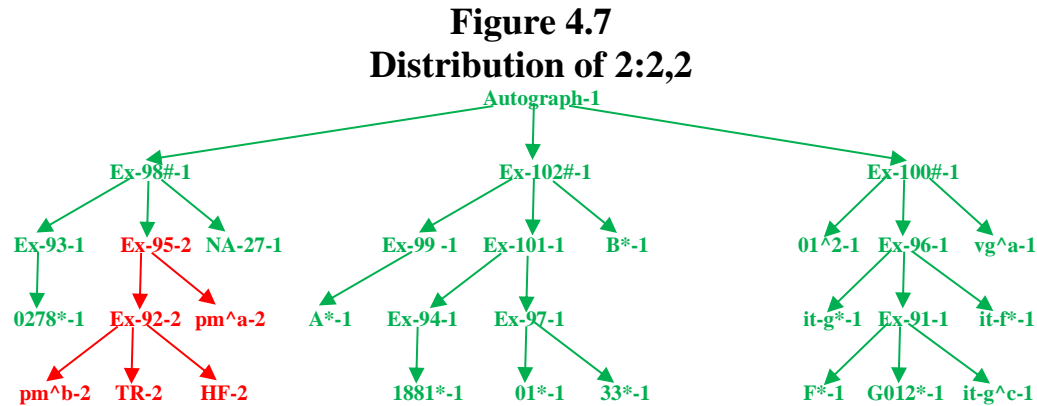 Figure 4.7
Distribution of 2:2,2
Autograph-1
Ex-98#-1 Ex-102#-1 Ex-100#-1
Ex-93-1 Ex-95-2 NA-27-1 Ex-99 -1 Ex-101-1 B*-1 01^2-1 Ex-96-1 vg^a-1
0278*-1 Ex-92-2 pm^a-2 A*-1 Ex-94-1 Ex-97-1 it-g*-1 Ex-91-1 it-f*-1
pm^b-2 TR-2 HF-2 1881*-1 01*-1 33*-1 F*-1 G012*-1 it-g^c-1